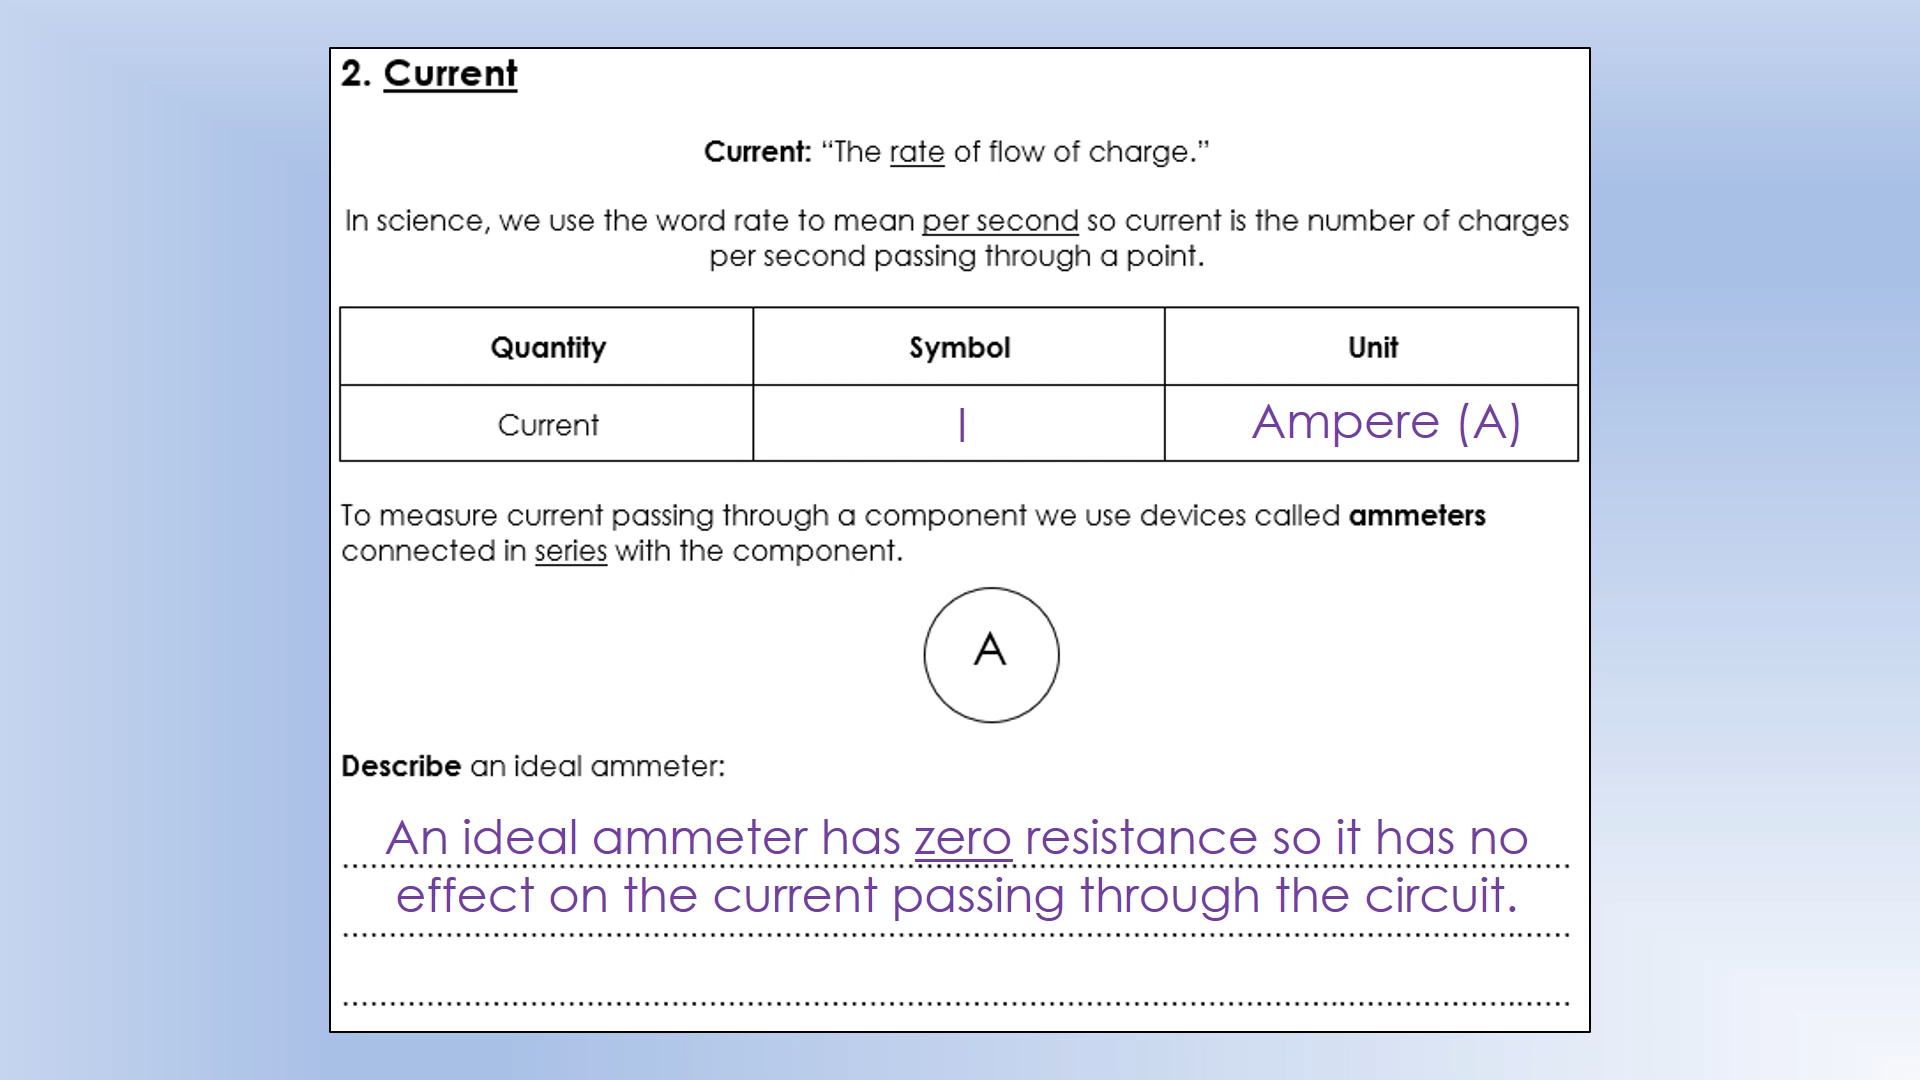 2. Current
Current: “The rate of flow of charge.”
In science, we use the word rate to mean per second so current is the number of charges
per second passing through a point.
Quantity Symbol Unit
Current I Ampere (A)
To measure current passing through a component we use devices called ammeters
connected in series with the component.
A
Describe an ideal ammeter:
An ideal ammeter has zero resistance so it has no
effect on the current passing through the circuit.